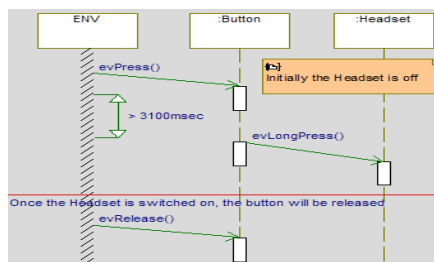 ENV
:Button
:Headset
evPress()
Initially the Headset is off
> 3100msec
evLongPress()
Once the Headset is switched on, the button will be released
evRelease()